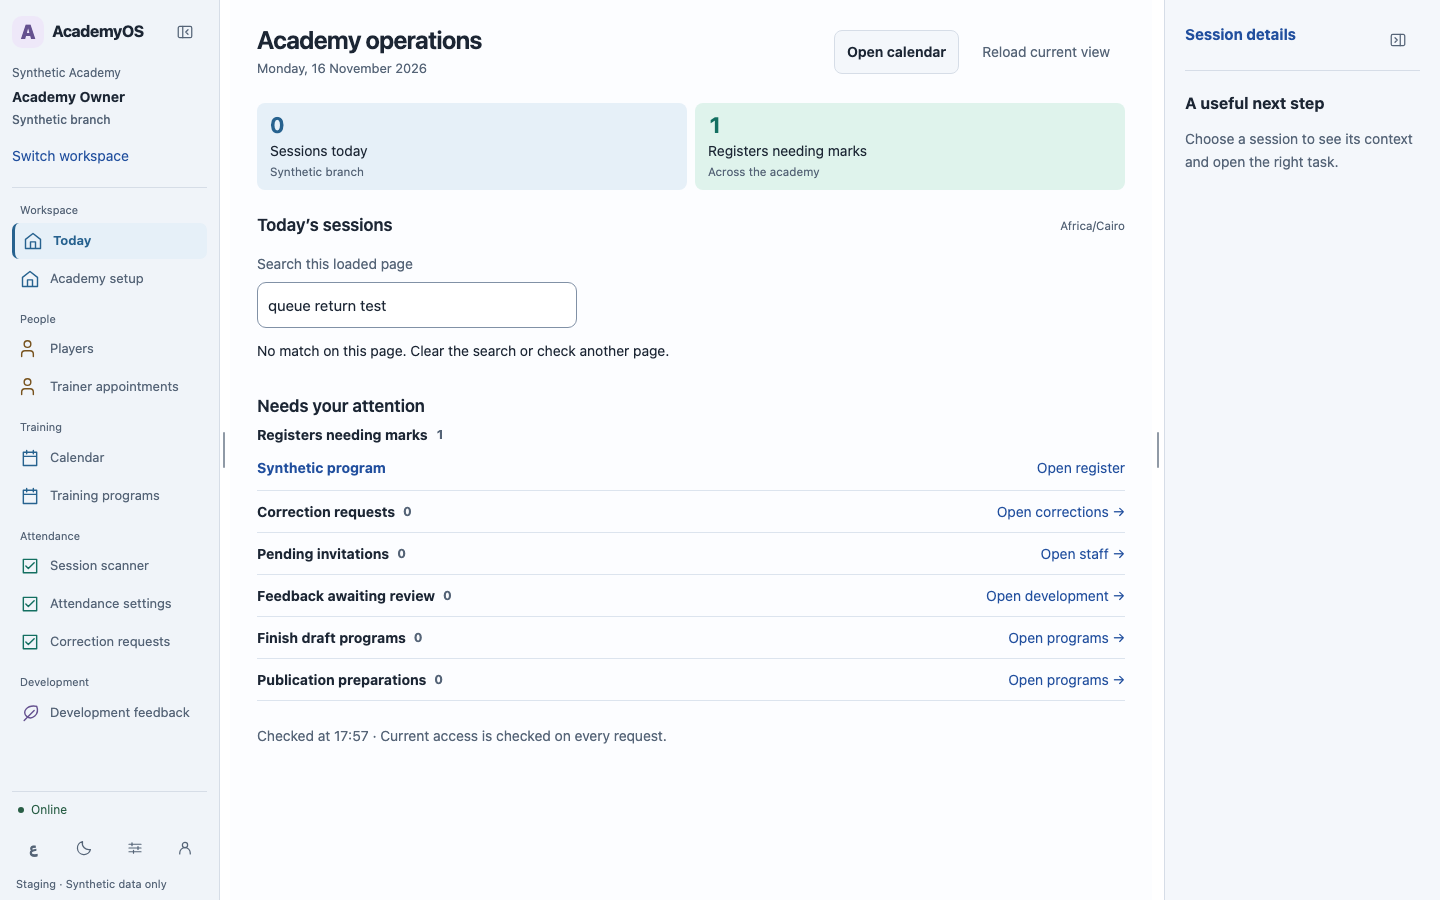 A AcademyOS
Synthetic Academy
Academy Owner
Synthetic branch
Switch workspace
Workspace
Today
Academy setup
People
Players
Trainer appointments
Training
Calendar
Training programs
Attendance
Session scanner
Attendance settings
Correction requests
Development
Development feedback
Online
ع
Staging · Synthetic data only
Academy operations
Monday, 16 November 2026
Open calendar
Reload current view
0
Sessions today
Synthetic branch
1
Registers needing marks
Across the academy
Today’s sessions
Africa/Cairo
Search this loaded page
queue return test
No match on this page. Clear the search or check another page.
Needs your attention
Registers needing marks 1
Synthetic program Open register
Correction requests 0 Open corrections →
Pending invitations 0 Open staff →
Feedback awaiting review 0 Open development →
Finish draft programs 0 Open programs →
Publication preparations 0 Open programs →
Checked at 17:57 · Current access is checked on every request.
Session details
A useful next step
Choose a session to see its context
and open the right task.